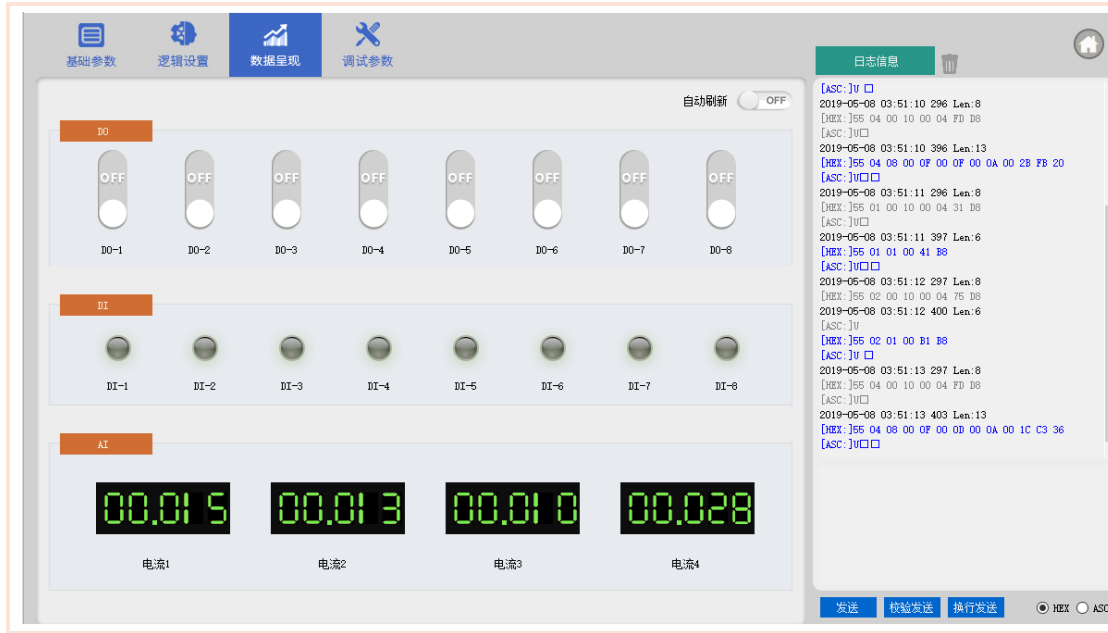 基础参数 逻辑设置 数据呈现 调试参数
自动刷新 OFF
DO
OFF OFF OFF OFF OFF OFF OFF OFF
DO-1 DO-2 DO-3 DO-4 DO-5 DO-6 DO-7 DO-8
DI
DI-1 DI-2 DI-3 DI-4 DI-5 DI-6 DI-7 DI-8
AI
00.015 00.013 00.010 00.028
电流1 电流2 电流3 电流4
日志信息
[ASC:]U □
2019-05-08 03:51:10 296 Len:8
[HEX:]55 04 00 10 00 04 FD D8
[ASC:]U□
2019-05-08 03:51:10 396 Len:13
[HEX:]55 04 08 00 0F 00 0F 00 0A 00 2B FB 20
[ASC:]U□□
2019-05-08 03:51:11 296 Len:8
[HEX:]55 01 00 10 00 04 31 D8
[ASC:]U□
2019-05-08 03:51:11 397 Len:6
[HEX:]55 01 01 00 41 B8
[ASC:]U□□
2019-05-08 03:51:12 297 Len:8
[HEX:]55 02 00 10 00 04 75 D8
2019-05-08 03:51:12 400 Len:6
[ASC:]U
[HEX:]55 02 01 00 B1 B8
[ASC:]U □
2019-05-08 03:51:13 297 Len:8
[HEX:]55 04 00 10 00 04 FD D8
[ASC:]U□
2019-05-08 03:51:13 403 Len:13
[HEX:]55 04 08 00 0F 00 0D 00 0A 00 1C C3 36
[ASC:]U□□
发送 校验发送 换行发送 HEX ASC